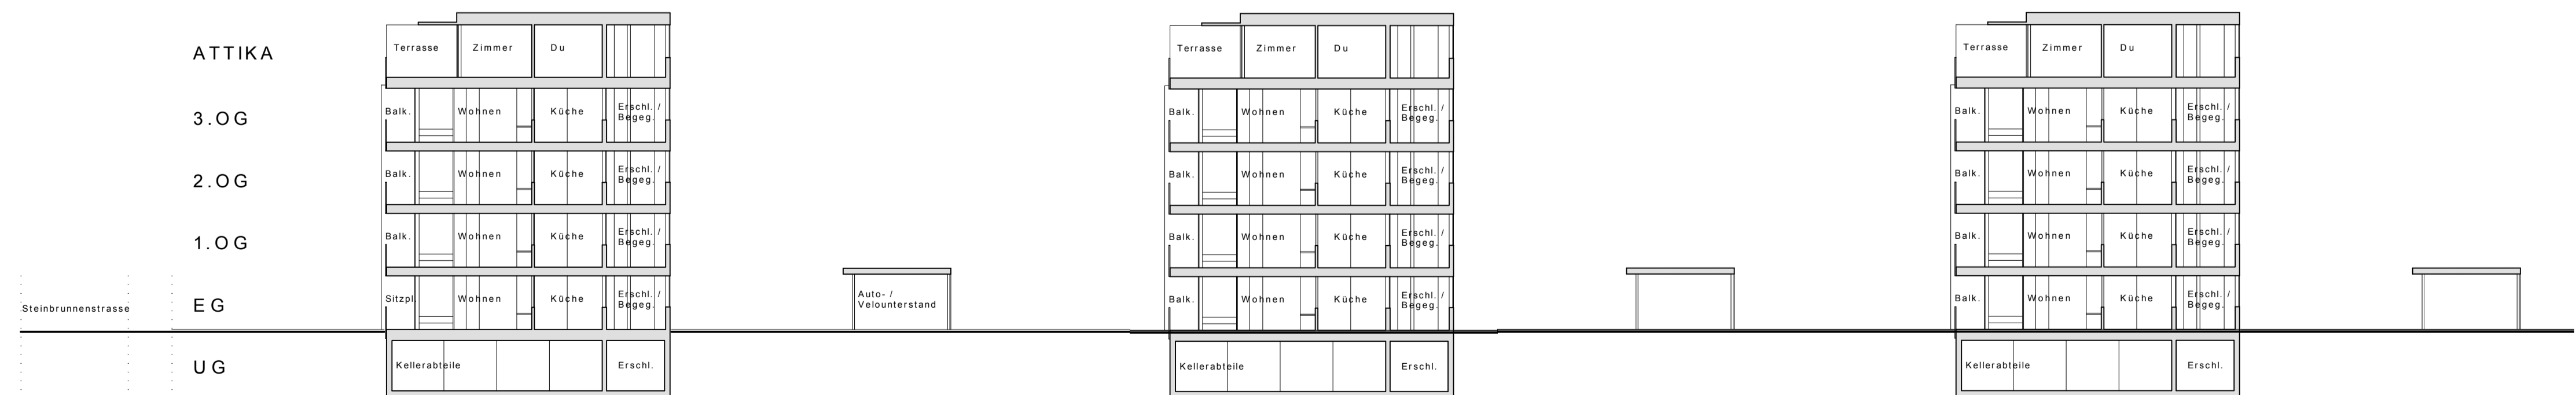 ATTIKA
Terrasse Zimmer Du
Terrasse Zimmer Du
Terrasse Zimmer Du
3.OG
Balk. Wohnen Küche Erschl. /
Begeg.
Balk. Wohnen Küche Erschl. /
Begeg.
Balk. Wohnen Küche Erschl. /
Begeg.
2.OG
Balk. Wohnen Küche Erschl. /
Begeg.
Balk. Wohnen Küche Erschl. /
Begeg.
Balk. Wohnen Küche Erschl. /
Begeg.
1.OG
Balk. Wohnen Küche Erschl. /
Begeg.
Balk. Wohnen Küche Erschl. /
Begeg.
Balk. Wohnen Küche Erschl. /
Begeg.
Steinbrunnenstrasse
EG
Sitzpl. Wohnen Küche Erschl. /
Begeg.
Auto- /
Velounterstand
Balk. Wohnen Küche Erschl. /
Begeg.
Balk. Wohnen Küche Erschl. /
Begeg.
UG
Kellerabteile Erschl.
Kellerabteile Erschl.
Kellerabteile Erschl.